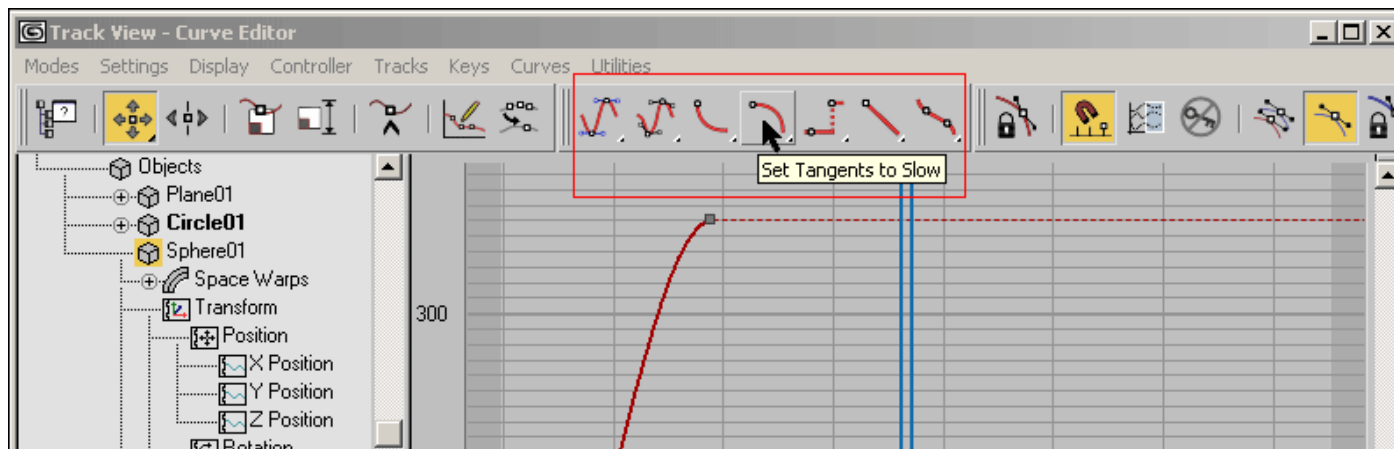 Track View - Curve Editor
Modes Settings Display Controller Tracks Keys Curves Utilities
?
Set Tangents to Slow
Objects
Plane01
Circle01
Sphere01
Space Warps
Transform
Position
X Position
Y Position
Z Position
Rotation
300